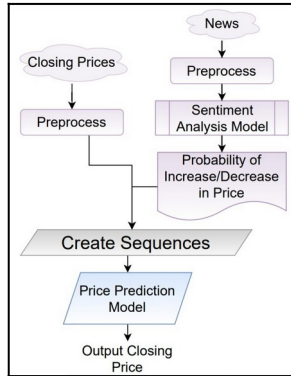 News
Closing Prices
Preprocess
Preprocess
Sentiment
Analysis Model
Probability of
Increase/Decrease
in Price
Create Sequences
Price Prediction
Model
Output Closing
Price